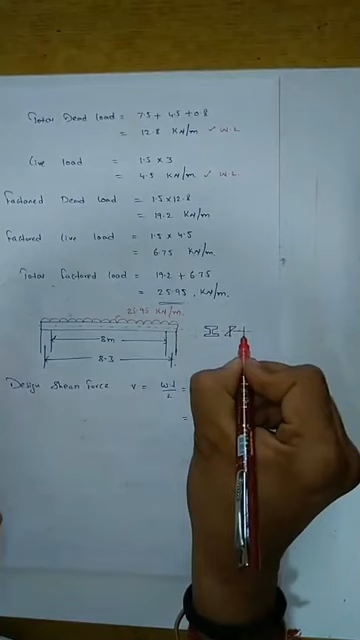 Total Dead load = 7.5 + 4.5 + 0.8
= 12.8 KN/m ✓ W.L
Live load = 1.5 x 3
= 4.5 KN/m ✓ W.L
Factored Dead load = 1.5 x 12.8
= 19.2 KN/m
Factored live load = 1.5 x 4.5
= 6.75 KN/m.
Total factored load = 19.2 + 6.75
= 25.95 KN/m.
25.95 KN/m.
8m
8.3
Design Shear force V = wl/2 =
=